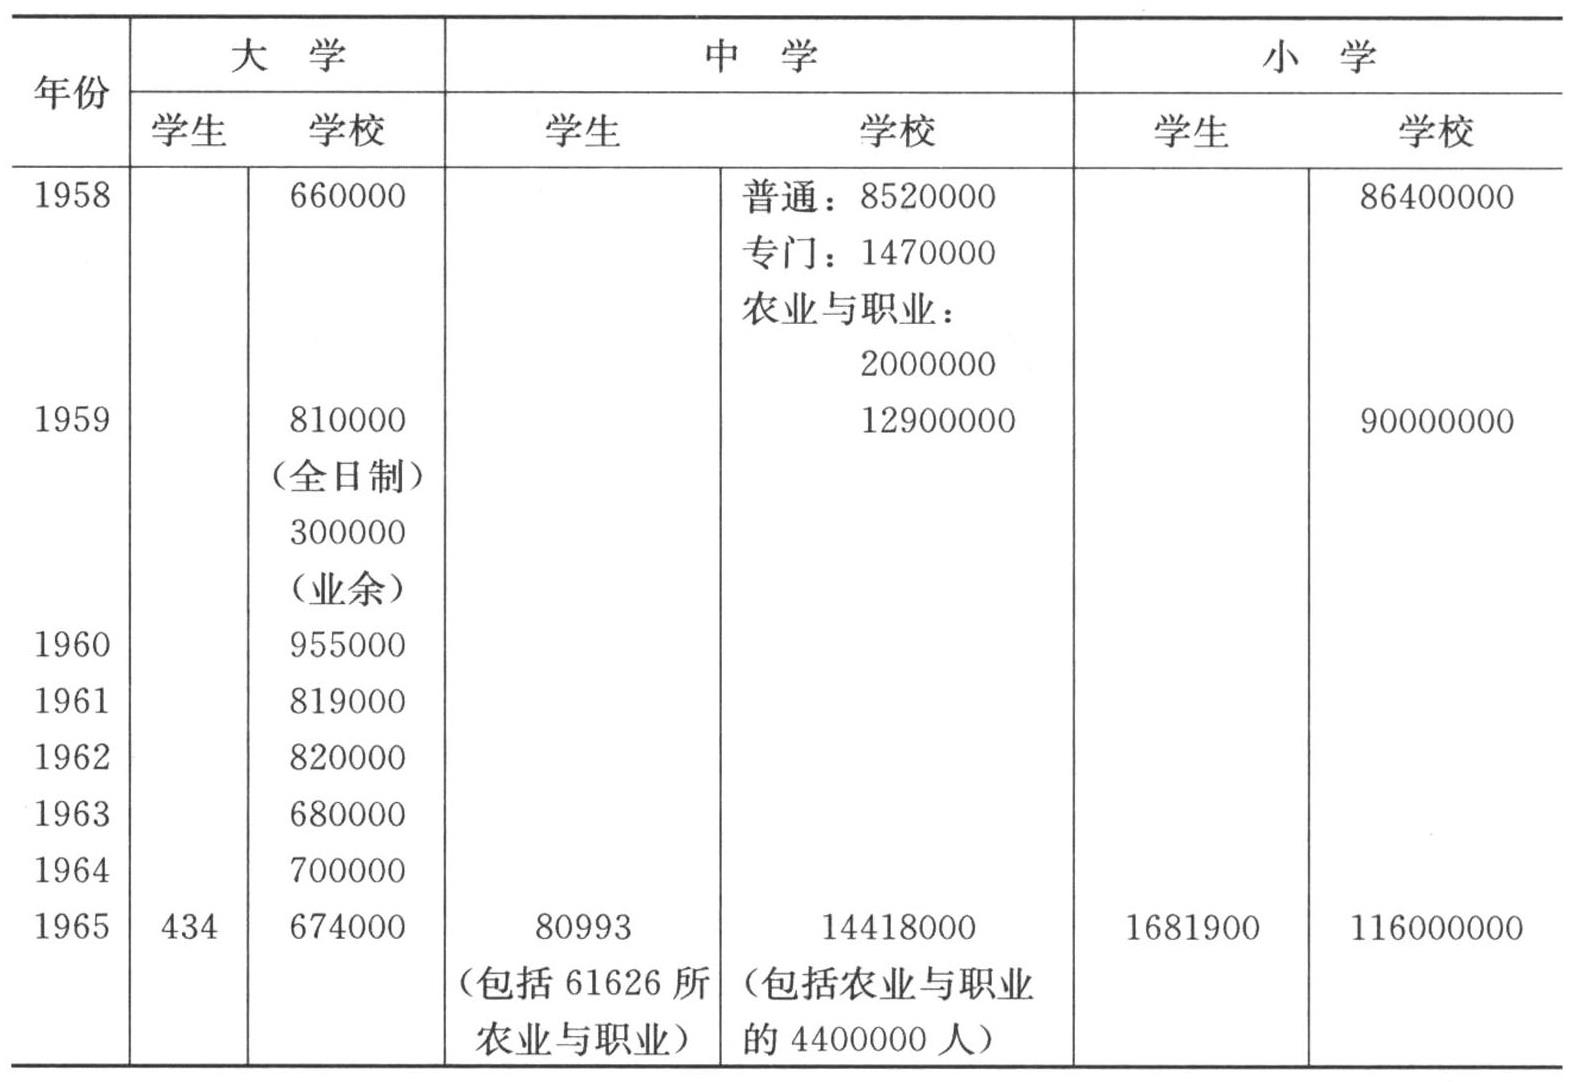 年份 大 学 中 学 小 学
学生 学校 学生 学校 学生 学校
1958 660000 普通：8520000 86400000
专门：1470000
农业与职业：
2000000
1959 810000 12900000 90000000
（全日制）
300000
（业余）
1960 955000
1961 819000
1962 820000
1963 680000
1964 700000
1965 434 674000 80993 14418000 1681900 116000000
（包括 61626 所 （包括农业与职业
农业与职业） 的 4400000 人）